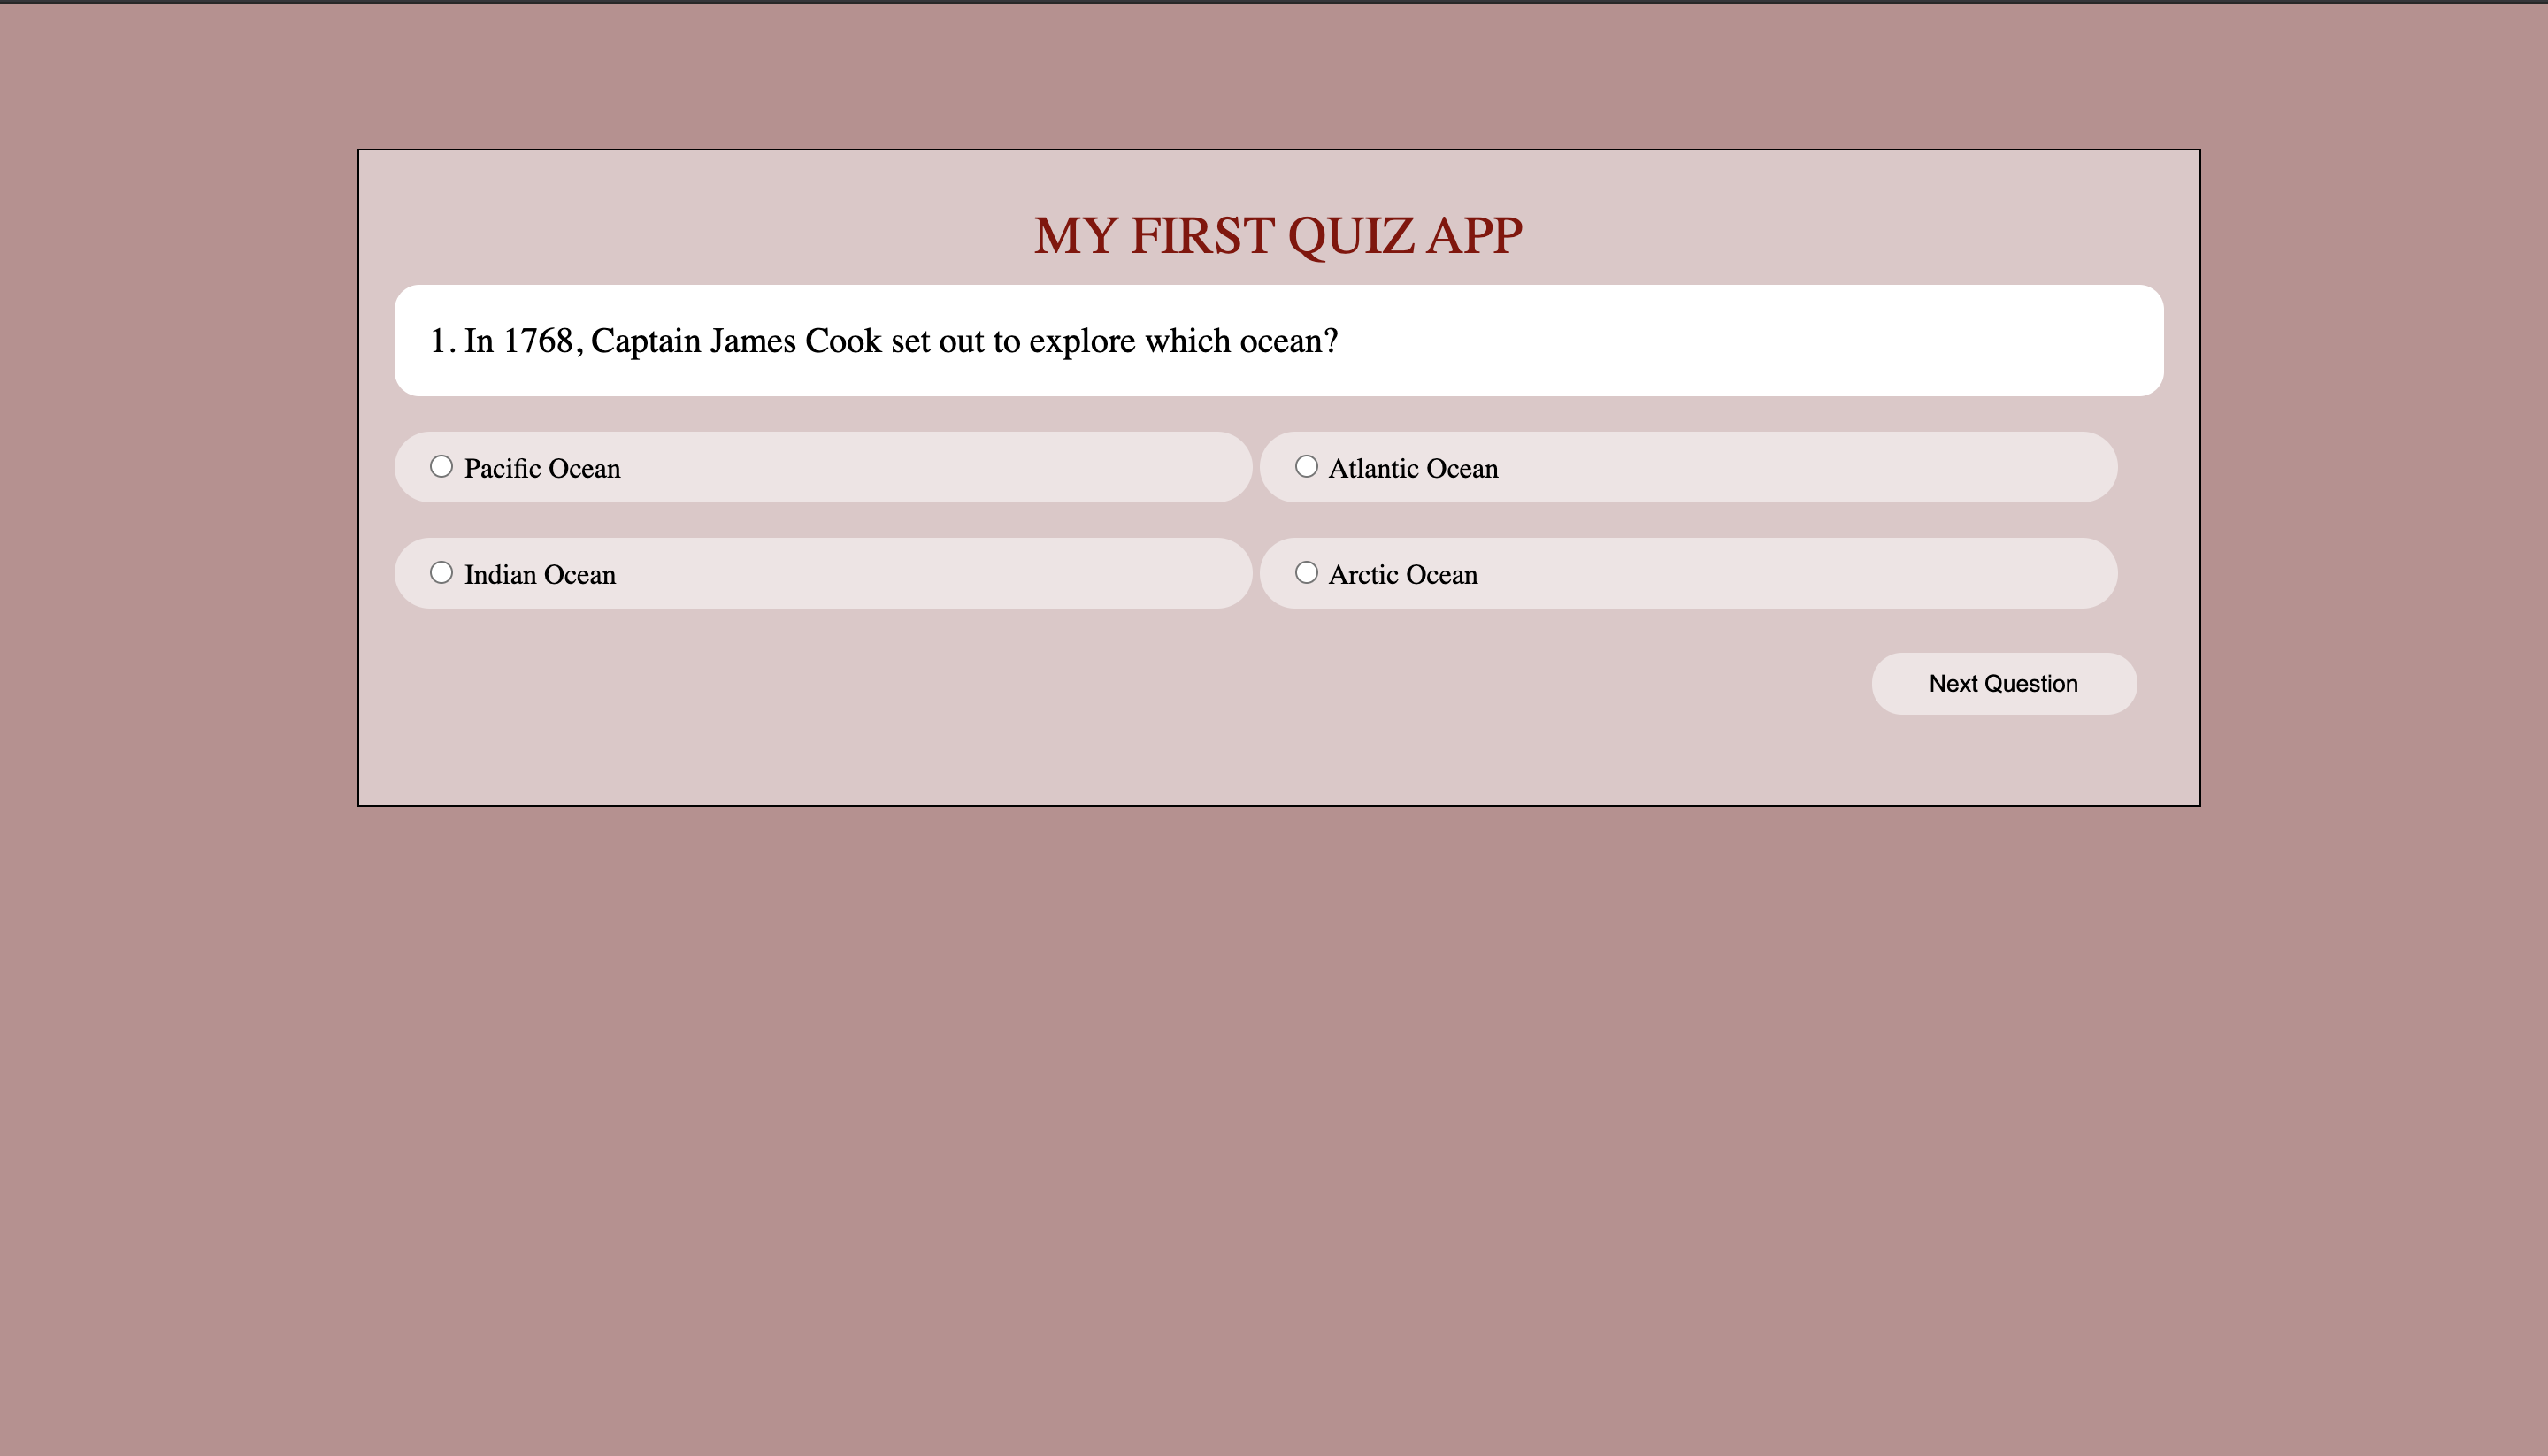 MY FIRST QUIZ APP
1. In 1768, Captain James Cook set out to explore which ocean?
Pacific Ocean
Atlantic Ocean
Indian Ocean
Arctic Ocean
Next Question